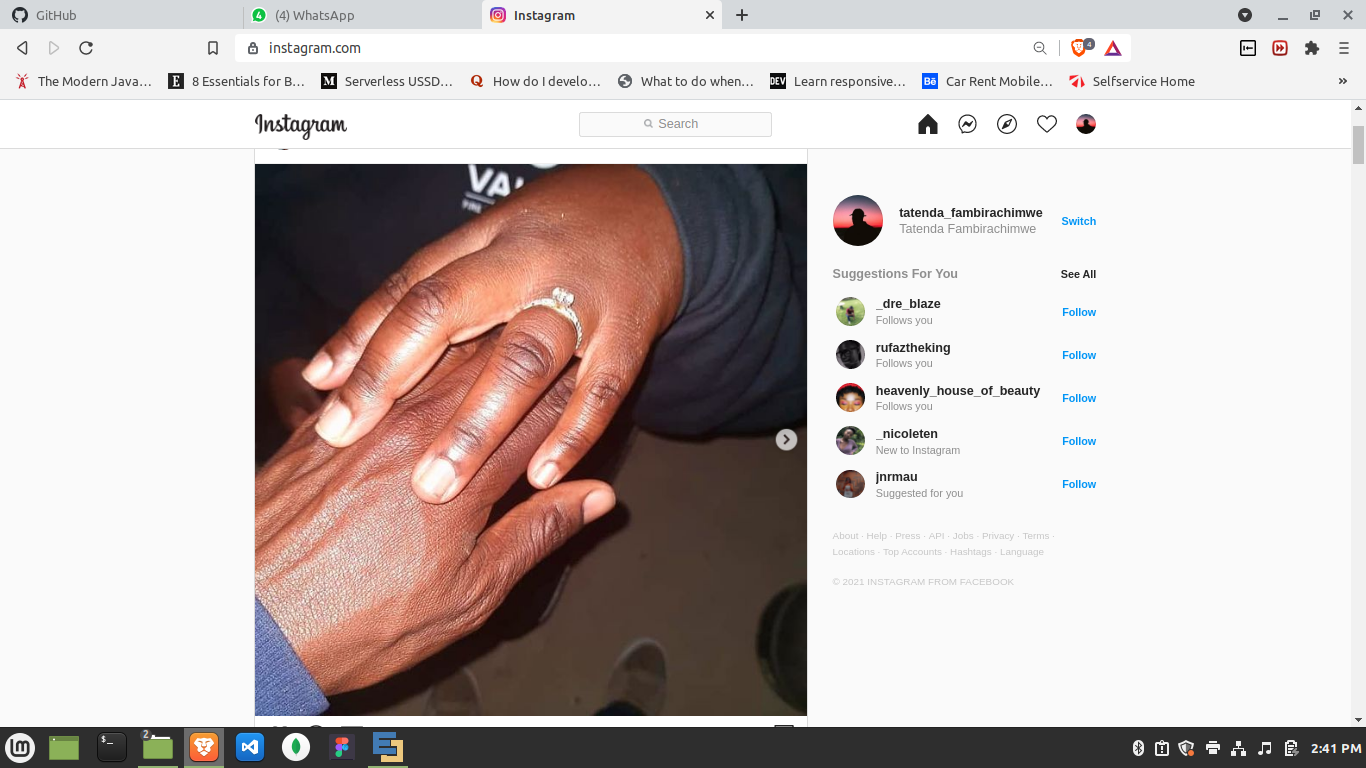 GitHub
(4) WhatsApp
Instagram
instagram.com
4
The Modern Java…
8 Essentials for B…
Serverless USSD…
How do I develo…
What to do when…
DEV
Learn responsive…
Bē
Car Rent Mobile…
Selfservice Home
Instagram
Search
tatenda_fambirachimwe
Tatenda Fambirachimwe
Switch
Suggestions For You
See All
_dre_blaze
Follows you
Follow
rufaztheking
Follows you
Follow
heavenly_house_of_beauty
Follows you
Follow
_nicoleten
New to Instagram
Follow
jnrmau
Suggested for you
Follow
About · Help · Press · API · Jobs · Privacy · Terms ·
Locations · Top Accounts · Hashtags · Language
© 2021 INSTAGRAM FROM FACEBOOK
2
2:41 PM